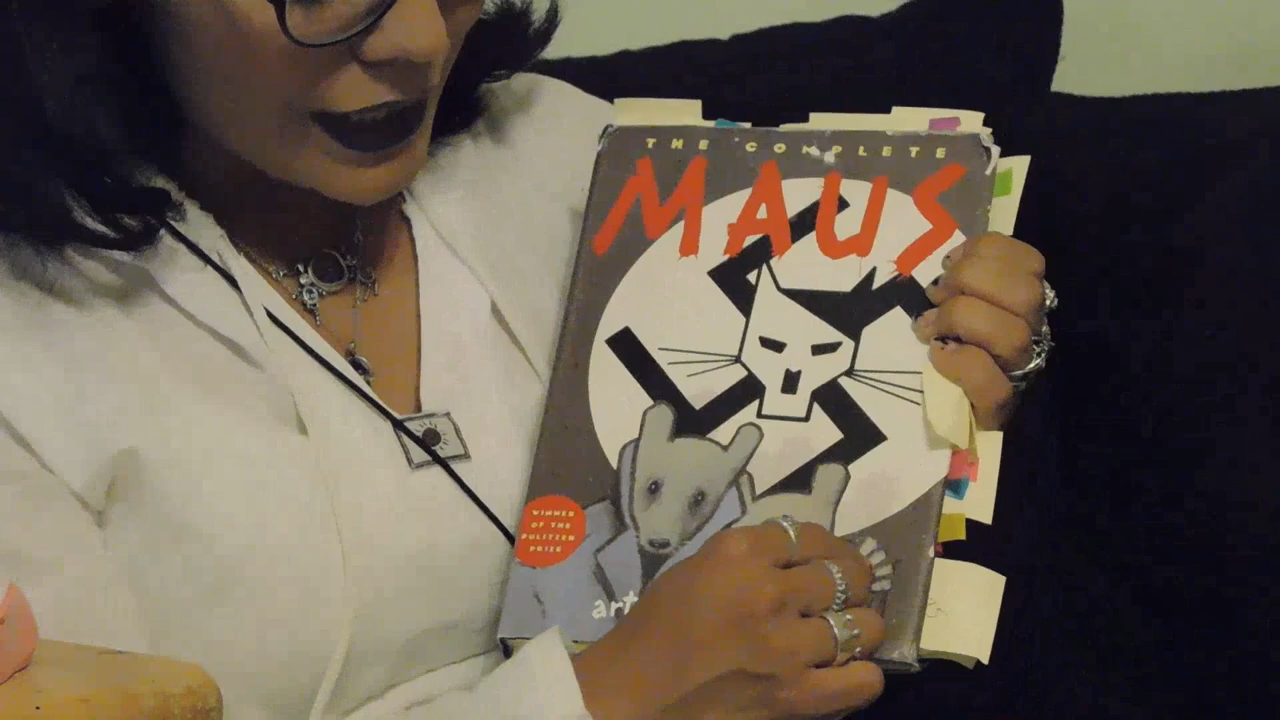 THE COMPLETE
MAUS
WINNER
OF THE
PULITZER
PRIZE
art